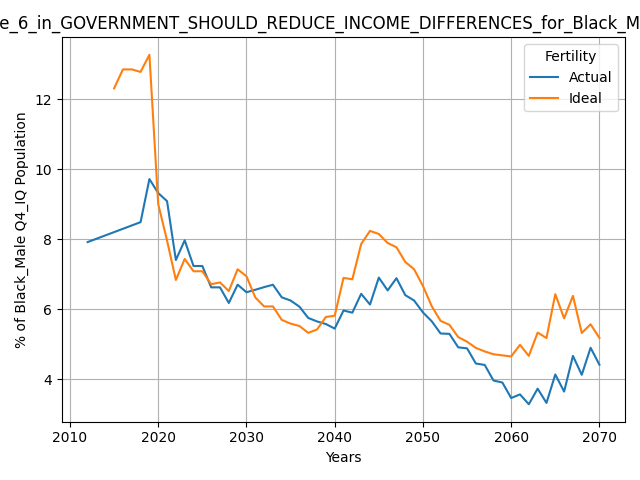 e_6_in_GOVERNMENT_SHOULD_REDUCE_INCOME_DIFFERENCES_for_Black_M
Fertility
Actual
Ideal
% of Black_Male Q4_IQ Population
12
10
8
6
4
2010 2020 2030 2040 2050 2060 2070
Years